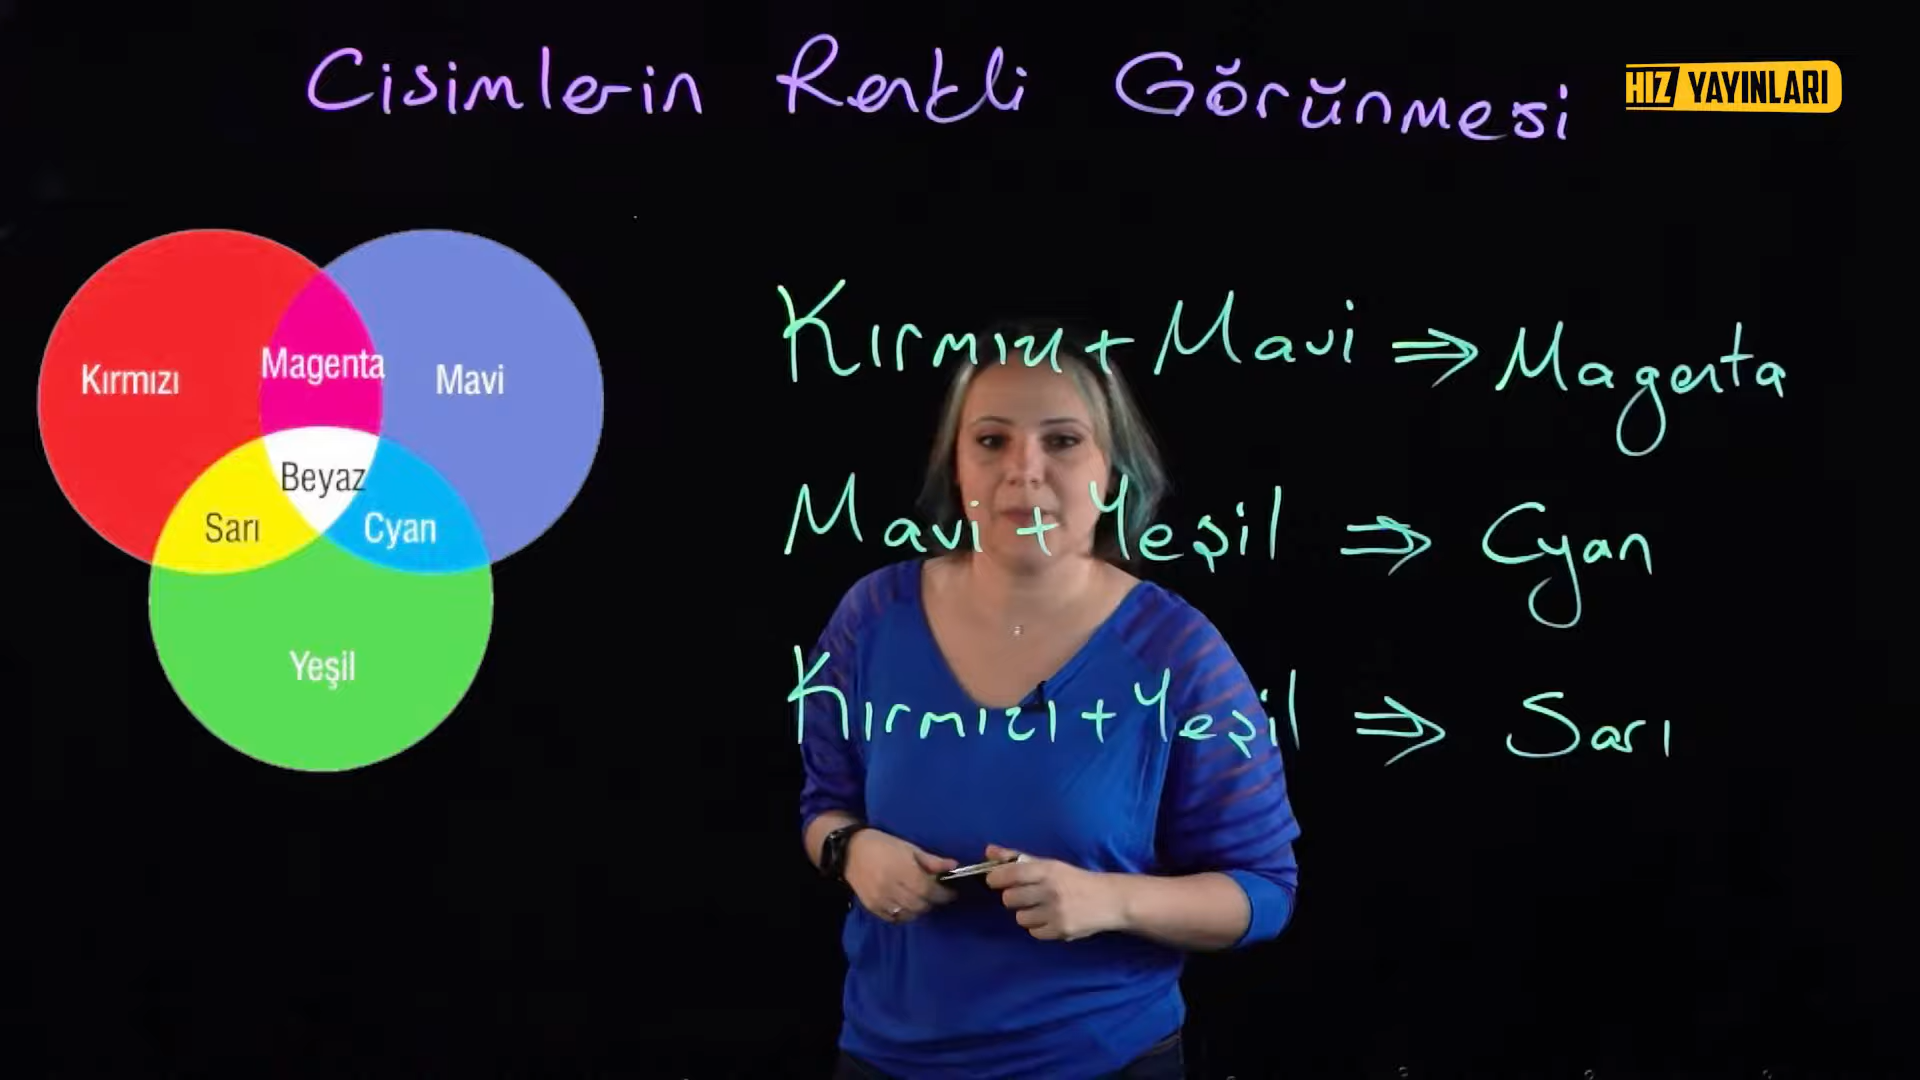 Cisimlerin Renkli Görünmesi
HIZ YAYINLARI
Kırmızı
Magenta
Mavi
Beyaz
Sarı
Cyan
Yeşil
Kırmızı + Mavi ⇒ Magenta
Mavi + Yeşil ⇒ Cyan
Kırmızı + Yeşil ⇒ Sarı